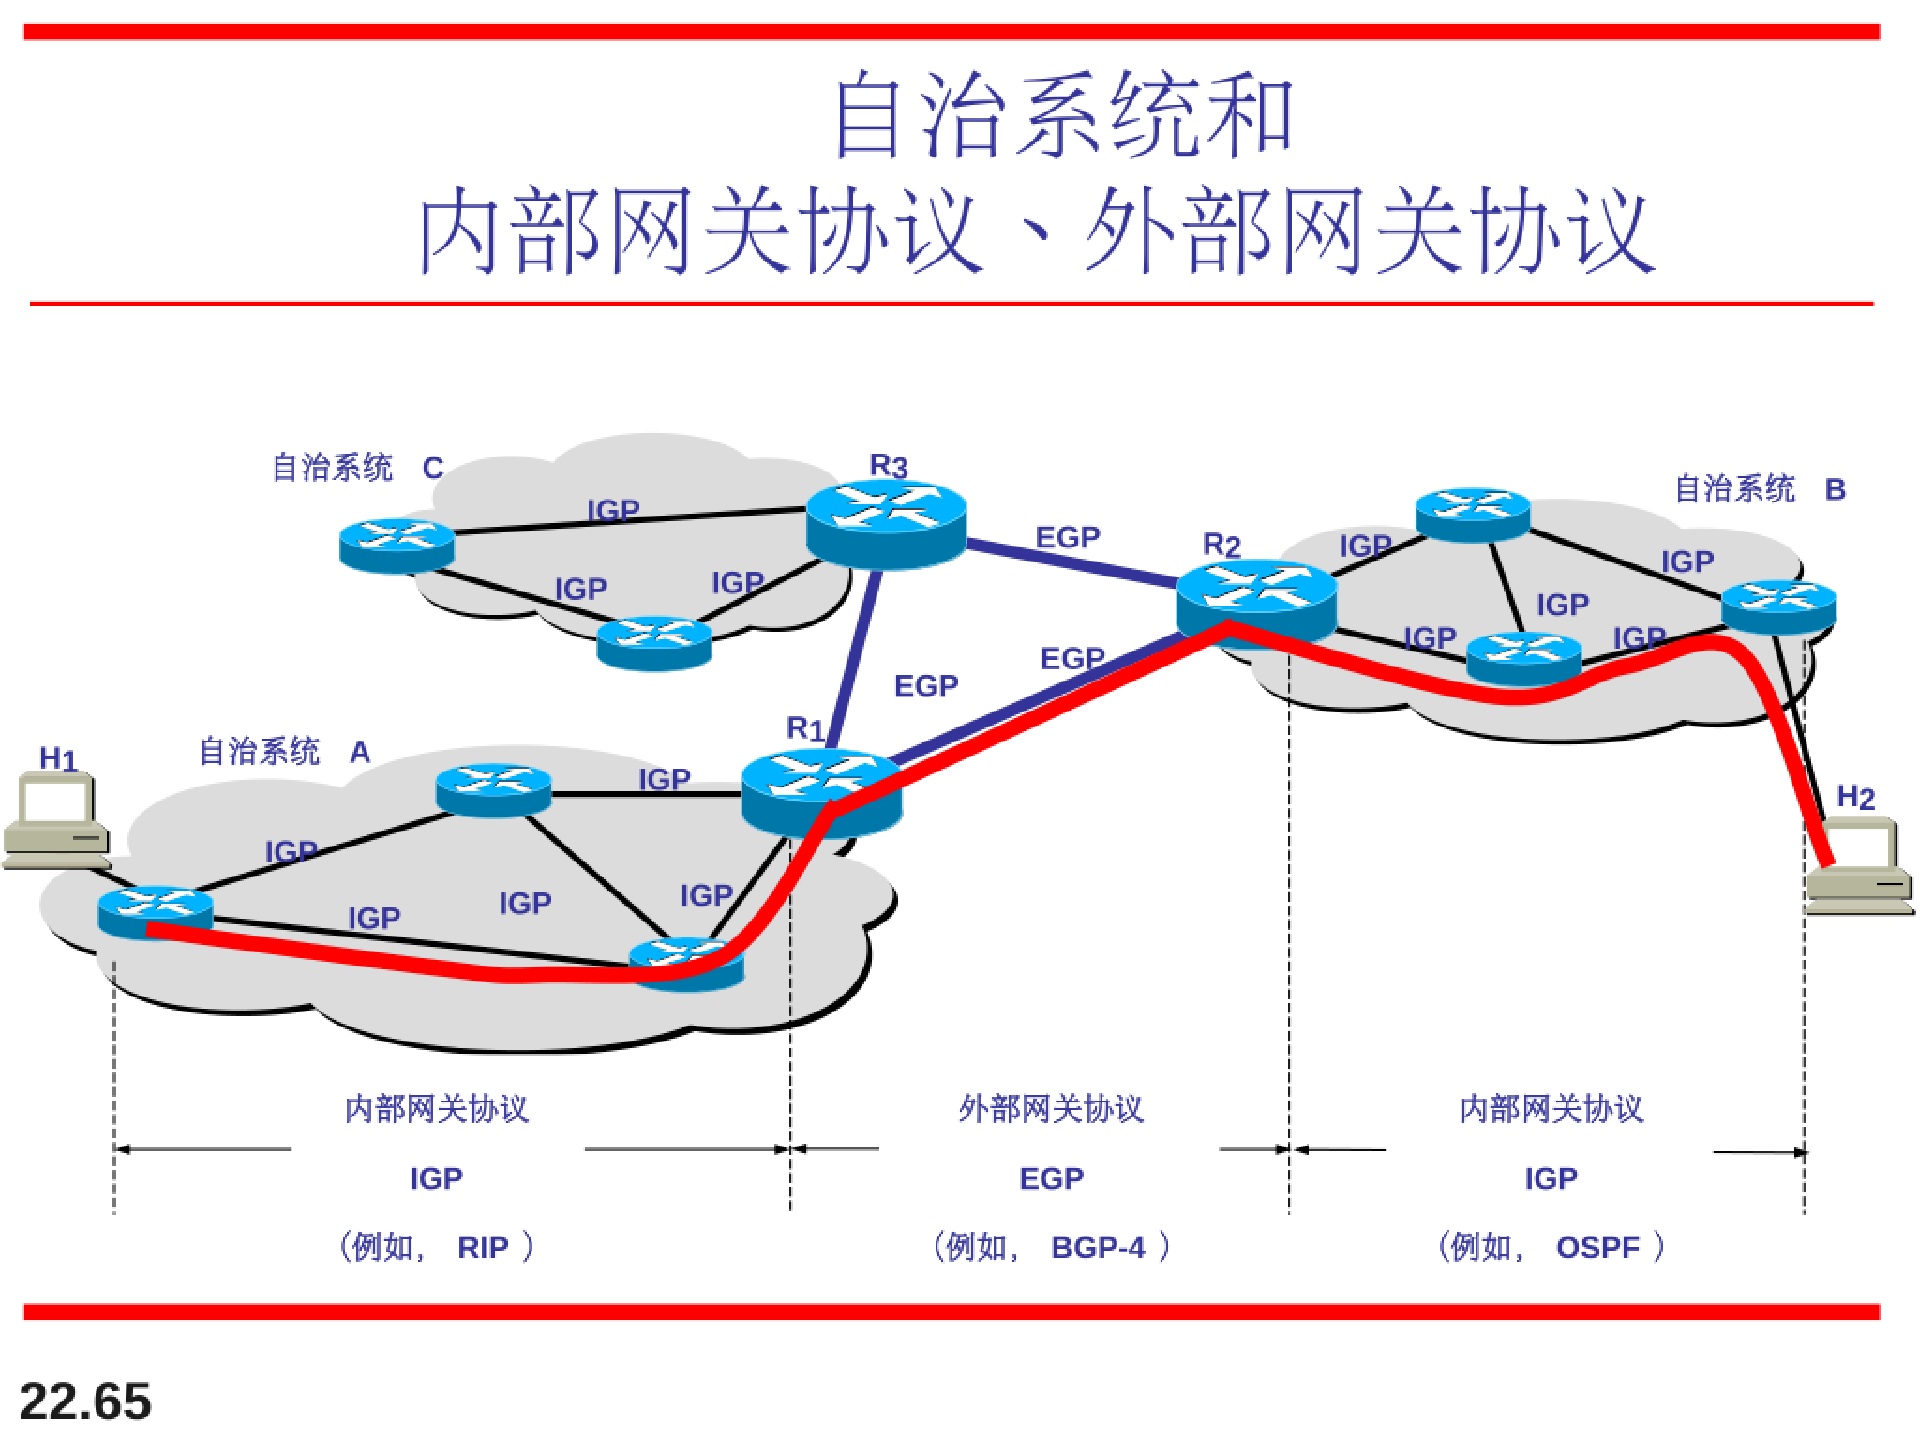 自治系统和
内部网关协议、外部网关协议
自治系统 C
R3
IGP
IGP
IGP
EGP
R2
自治系统 B
IGP
IGP
IGP
IGP
IGP
EGP
EGP
R1
H1
自治系统 A
IGP
IGP
IGP
IGP
IGP
H2
内部网关协议
IGP
（例如， RIP ）
外部网关协议
EGP
（例如， BGP-4 ）
内部网关协议
IGP
（例如， OSPF ）
22.65